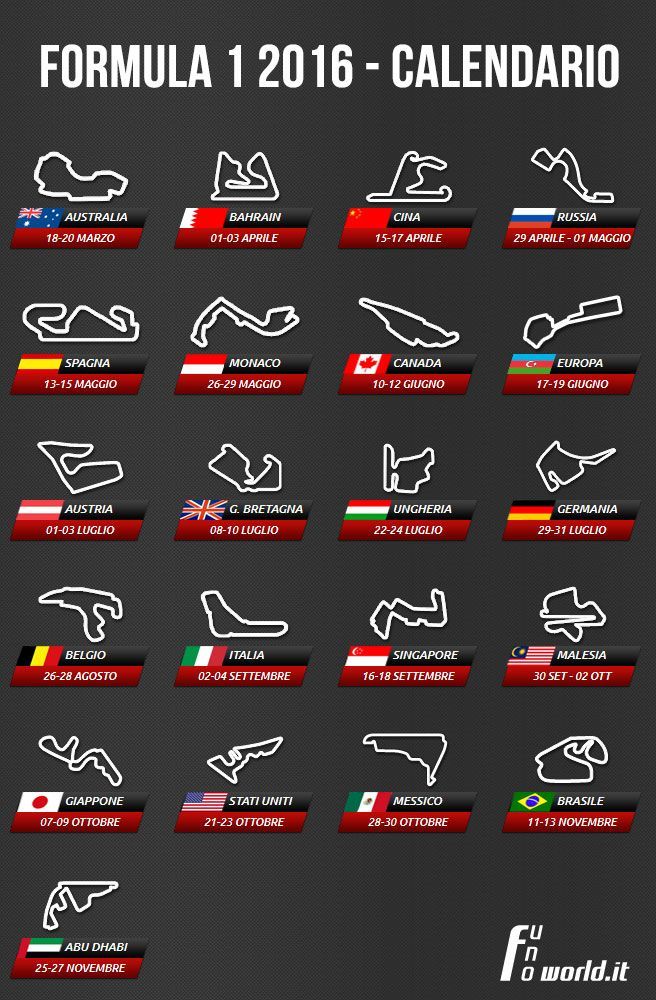 FORMULA 1 2016 - CALENDARIO
AUSTRALIA
18-20 MARZO
BAHRAIN
01-03 APRILE
CINA
15-17 APRILE
RUSSIA
29 APRILE - 01 MAGGIO
SPAGNA
13-15 MAGGIO
MONACO
26-29 MAGGIO
CANADA
10-12 GIUGNO
EUROPA
17-19 GIUGNO
AUSTRIA
01-03 LUGLIO
G. BRETAGNA
08-10 LUGLIO
UNGHERIA
22-24 LUGLIO
GERMANIA
29-31 LUGLIO
BELGIO
26-28 AGOSTO
ITALIA
02-04 SETTEMBRE
SINGAPORE
16-18 SETTEMBRE
MALESIA
30 SET - 02 OTT
GIAPPONE
07-09 OTTOBRE
STATI UNITI
21-23 OTTOBRE
MESSICO
28-30 OTTOBRE
BRASILE
11-13 NOVEMBRE
ABU DHABI
25-27 NOVEMBRE
Funo world.it